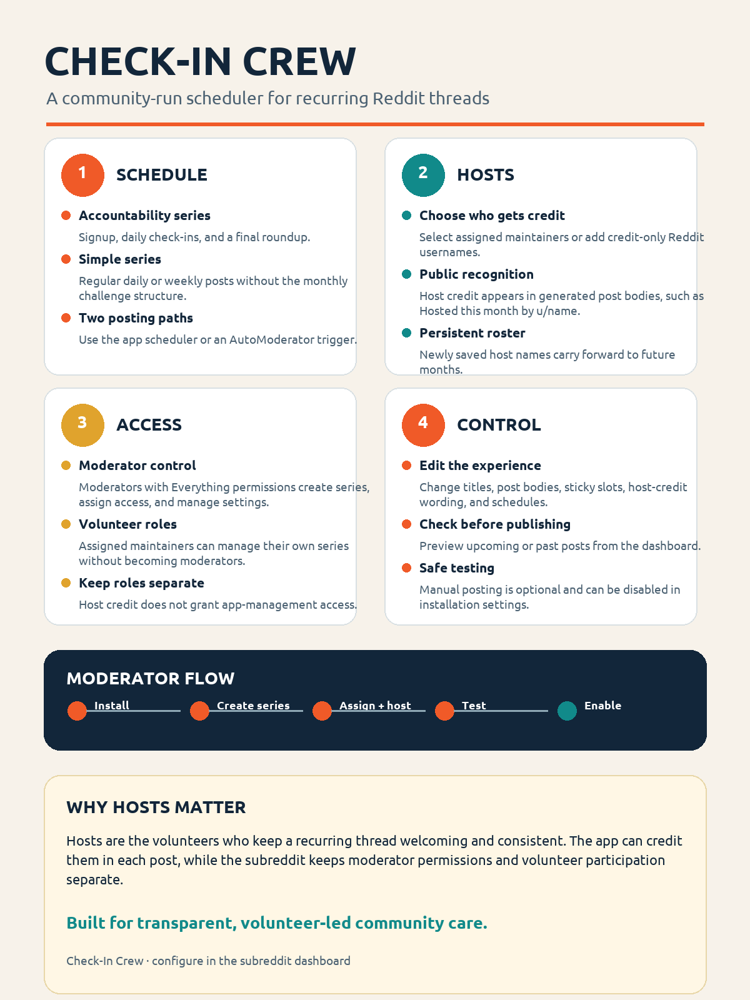 CHECK-IN CREW
A community-run scheduler for recurring Reddit threads
1
SCHEDULE
Accountability series
Signup, daily check-ins, and a final roundup.
Simple series
Regular daily or weekly posts without the monthly
challenge structure.
Two posting paths
Use the app scheduler or an AutoModerator trigger.
2
HOSTS
Choose who gets credit
Select assigned maintainers or add credit-only Reddit
usernames.
Public recognition
Host credit appears in generated post bodies, such as
Hosted this month by u/name.
Persistent roster
Newly saved host names carry forward to future
months.
3
ACCESS
Moderator control
Moderators with Everything permissions create series,
assign access, and manage settings.
Volunteer roles
Assigned maintainers can manage their own series
without becoming moderators.
Keep roles separate
Host credit does not grant app-management access.
4
CONTROL
Edit the experience
Change titles, post bodies, sticky slots, host-credit
wording, and schedules.
Check before publishing
Preview upcoming or past posts from the dashboard.
Safe testing
Manual posting is optional and can be disabled in
installation settings.
MODERATOR FLOW
Install
Create series
Assign + host
Test
Enable
WHY HOSTS MATTER
Hosts are the volunteers who keep a recurring thread welcoming and consistent. The app can credit
them in each post, while the subreddit keeps moderator permissions and volunteer participation
separate.
Built for transparent, volunteer-led community care.
Check-In Crew · configure in the subreddit dashboard